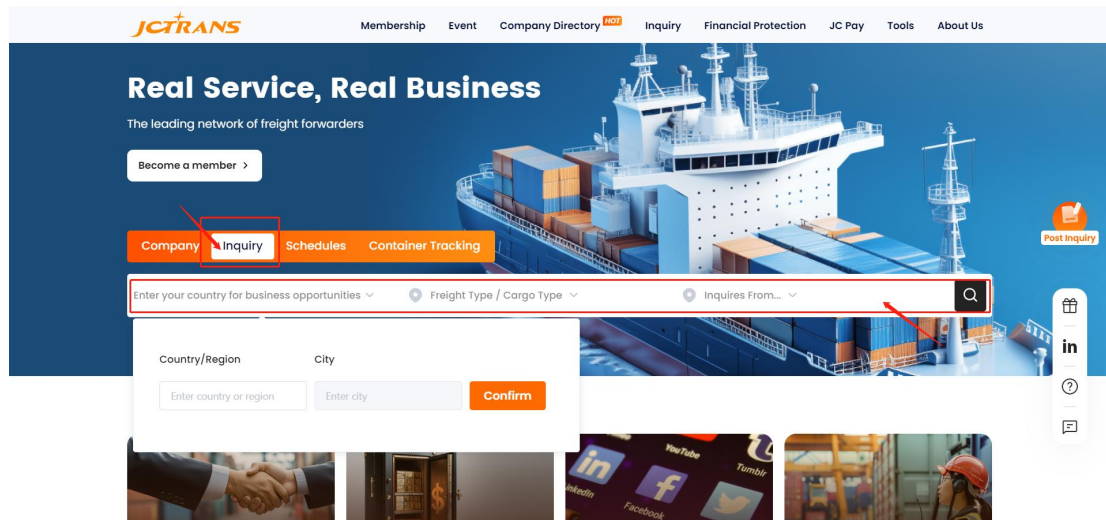 JCTRANS
Membership Event Company Directory HOT Inquiry Financial Protection JC Pay Tools About Us
Real Service, Real Business
The leading network of freight forwarders
Become a member >
Post Inquiry
Company Inquiry Schedules Container Tracking
Enter your country for business opportunities Freight Type / Cargo Type Inquires From...
in
Country/Region City
Enter country or region Enter city Confirm
YouTube
in
Tumblr
t
LinkedIn
f
Facebook